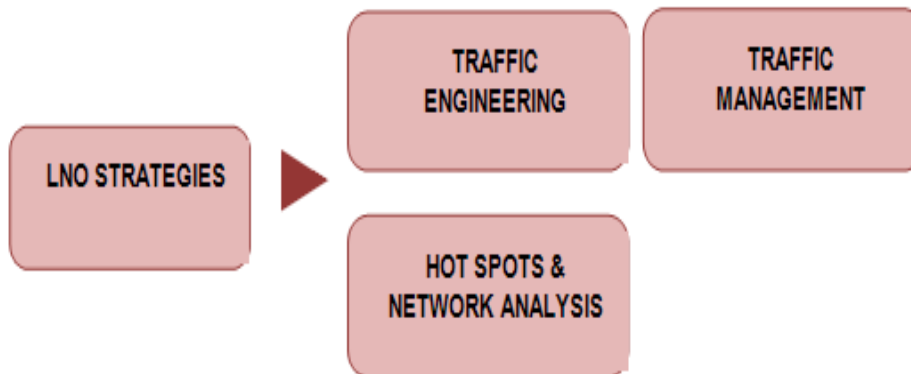 LNO STRATEGIES
TRAFFIC
ENGINEERING
TRAFFIC
MANAGEMENT
HOT SPOTS &
NETWORK ANALYSIS